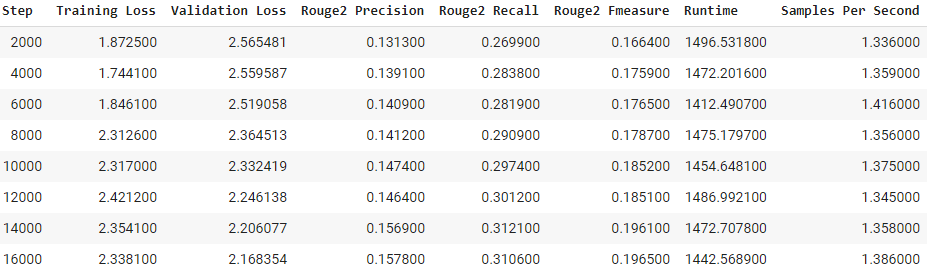 Step Training Loss Validation Loss Rouge2 Precision Rouge2 Recall Rouge2 Fmeasure Runtime Samples Per Second
2000 1.872500 2.565481 0.131300 0.269900 0.166400 1496.531800 1.336000
4000 1.744100 2.559587 0.139100 0.283800 0.175900 1472.201600 1.359000
6000 1.846100 2.519058 0.140900 0.281900 0.176500 1412.490700 1.416000
8000 2.312600 2.364513 0.141200 0.290900 0.178700 1475.179700 1.356000
10000 2.317000 2.332419 0.147400 0.297400 0.185200 1454.648100 1.375000
12000 2.421200 2.246138 0.146400 0.301200 0.185100 1486.992100 1.345000
14000 2.354100 2.206077 0.156900 0.312100 0.196100 1472.707800 1.358000
16000 2.338100 2.168354 0.157800 0.310600 0.196500 1442.568900 1.386000